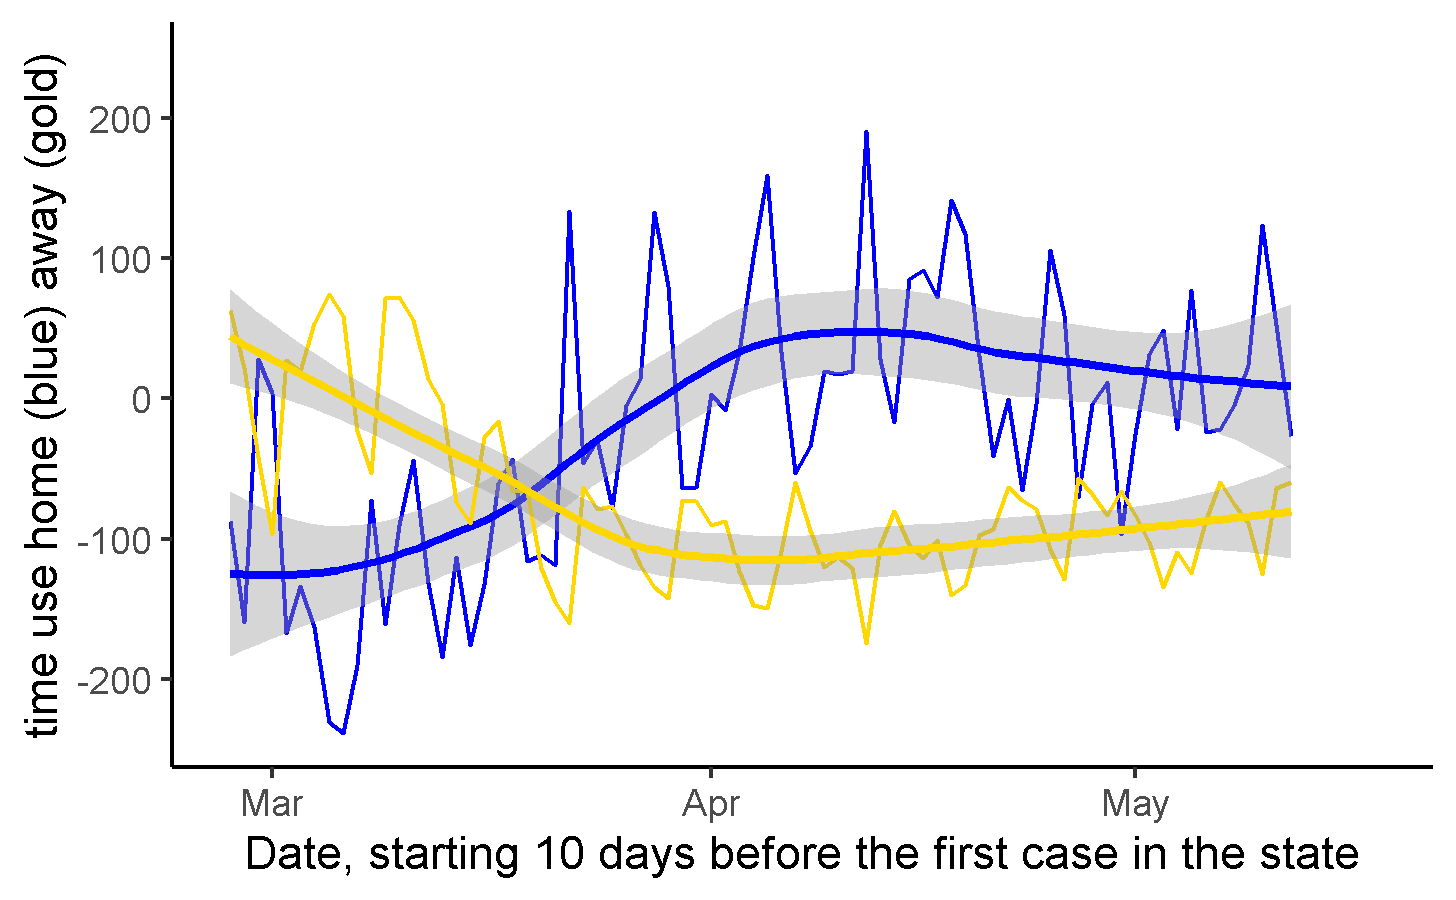 time use home (blue) away (gold)
200
100
0
-100
-200
Mar
Apr
May
Date, starting 10 days before the first case in the state